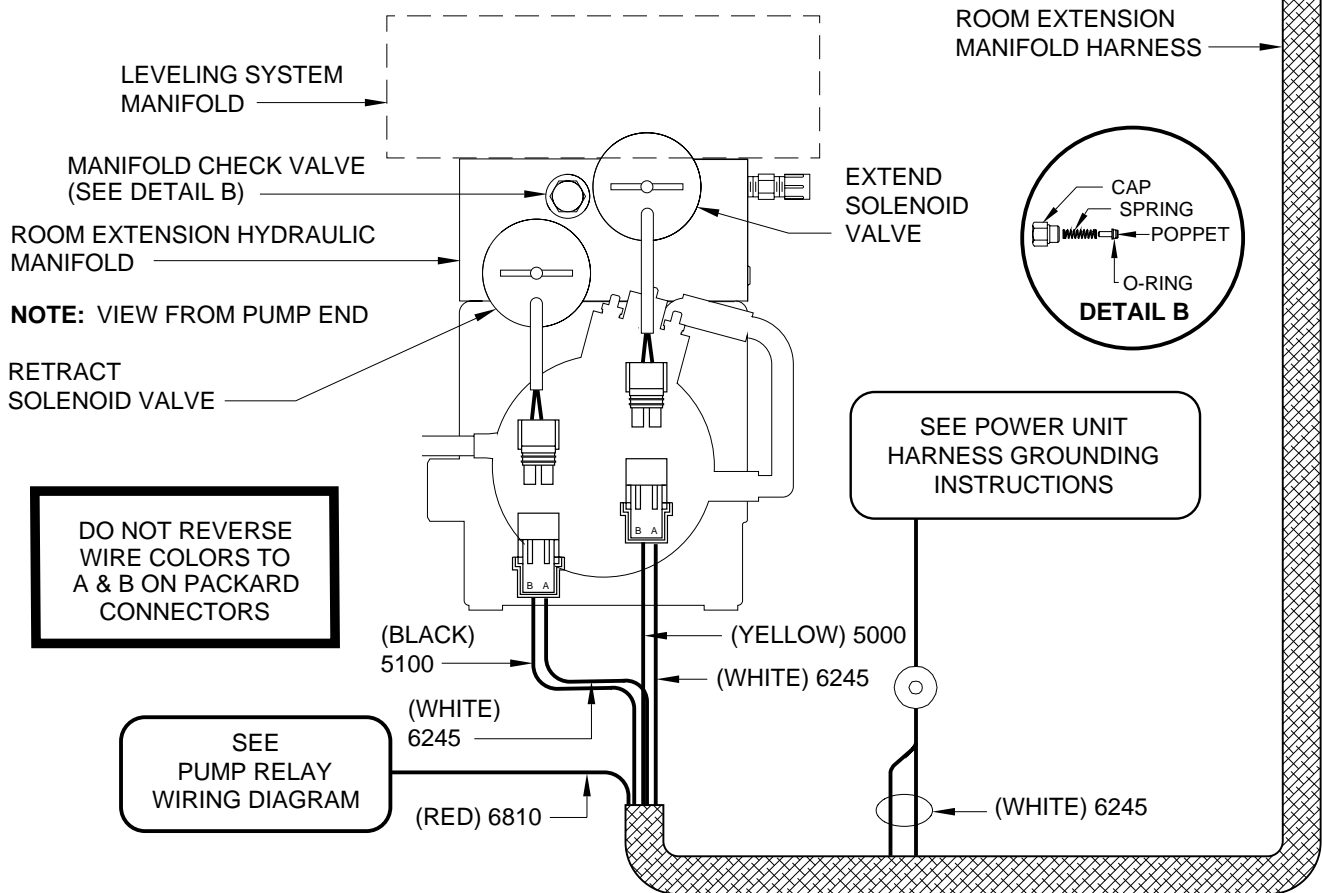 ROOM EXTENSION
MANIFOLD HARNESS
LEVELING SYSTEM
MANIFOLD
MANIFOLD CHECK VALVE
(SEE DETAIL B)
EXTEND
SOLENOID
VALVE
CAP
SPRING
POPPET
O-RING
DETAIL B
ROOM EXTENSION HYDRAULIC
MANIFOLD
NOTE: VIEW FROM PUMP END
RETRACT
SOLENOID VALVE
SEE POWER UNIT
HARNESS GROUNDING
INSTRUCTIONS
DO NOT REVERSE
WIRE COLORS TO
A & B ON PACKARD
CONNECTORS
B A
B A
(BLACK)
5100
(YELLOW) 5000
(WHITE) 6245
(WHITE)
6245
SEE
PUMP RELAY
WIRING DIAGRAM
(RED) 6810
(WHITE) 6245